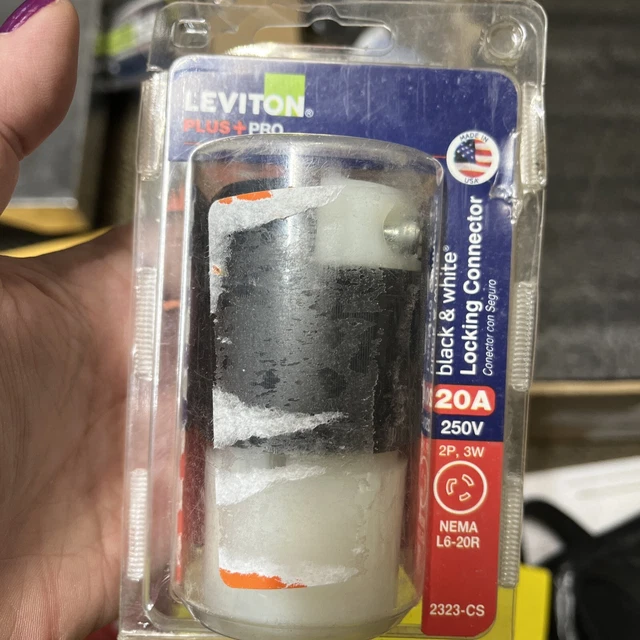 LEVITON®
PLUS+PRO
MADE IN
USA
black & white®
Locking Connector
Conector con Seguro
20A
250V
2P, 3W
NEMA
L6-20R
2323-CS